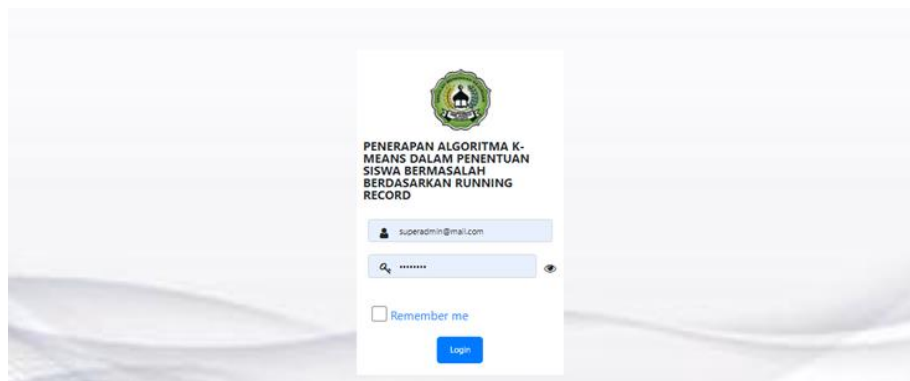 PENERAPAN ALGORITMA K-
MEANS DALAM PENENTUAN
SISWA BERMASALAH
BERDASARKAN RUNNING
RECORD
superadmin@mail.com
••••••••
Remember me
Login